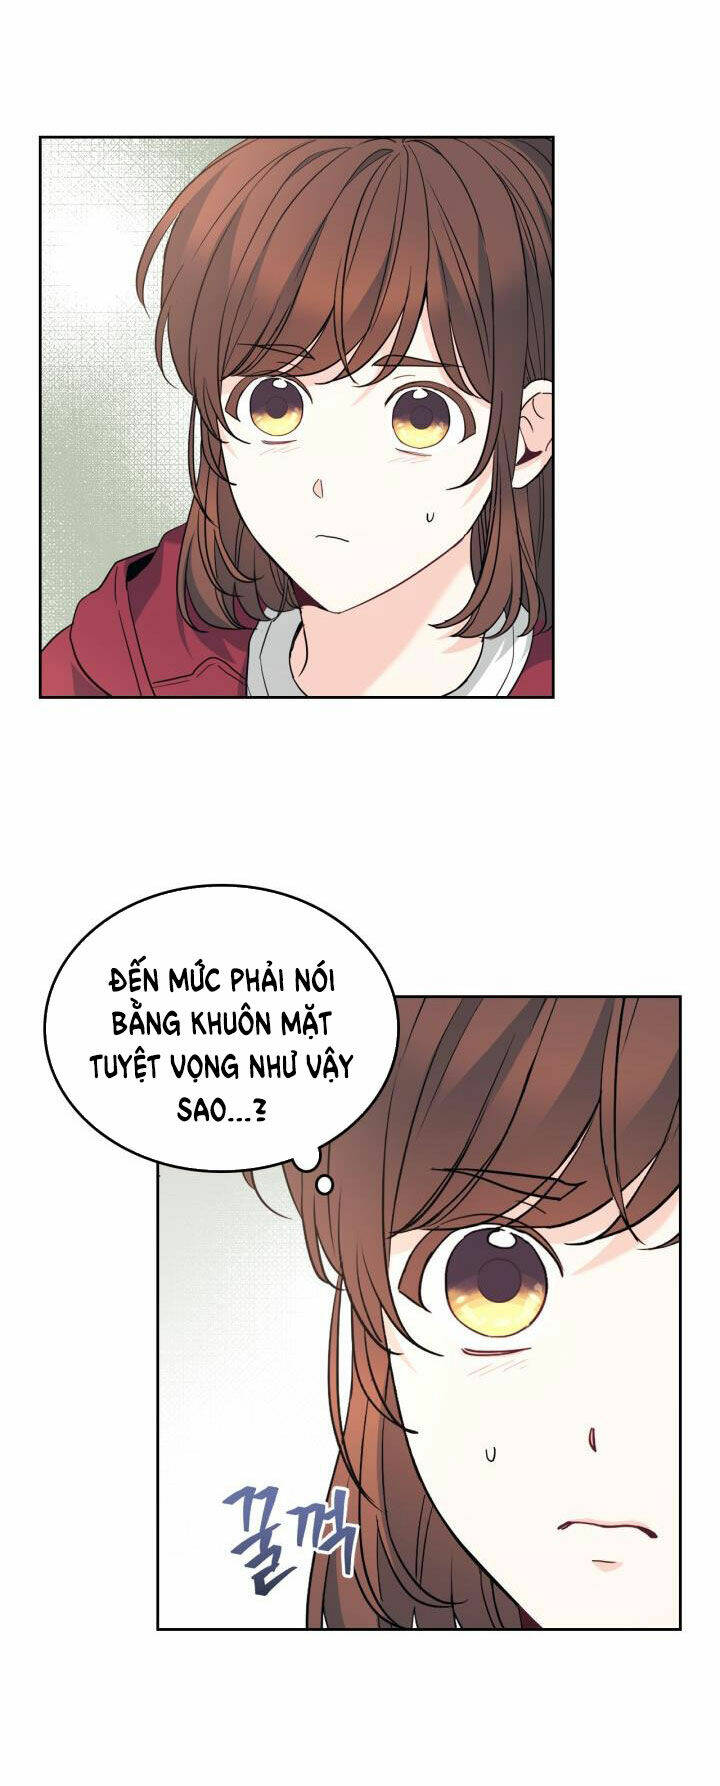 ĐẾN MỨC PHẢI NÓI
BẰNG KHUÔN MẶT
TUYỆT VỌNG NHƯ VẬY
SAO...?
꿀꺽